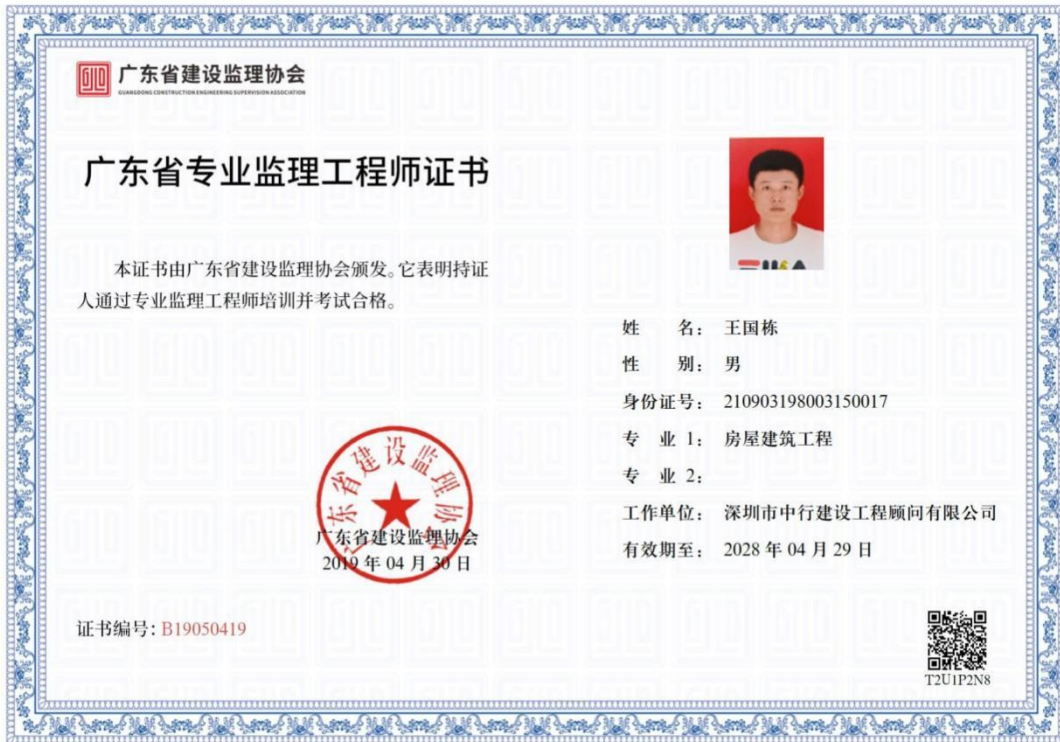 广东省建设监理协会
GUANGDONG CONSTRUCTION ENGINEERING SUPERVISION ASSOCIATION
广东省专业监理工程师证书
本证书由广东省建设监理协会颁发。它表明持证
人通过专业监理工程师培训并考试合格。
姓 名： 王国栋
性 别： 男
身份证号： 210903198003150017
专 业 1： 房屋建筑工程
专 业 2：
工作单位： 深圳市中行建设工程顾问有限公司
有效期至： 2028 年 04 月 29 日
广东省建设监理协会
广东省建设监理协会
2019 年 04 月 30 日
证书编号：B19050419
T2U1P2N8